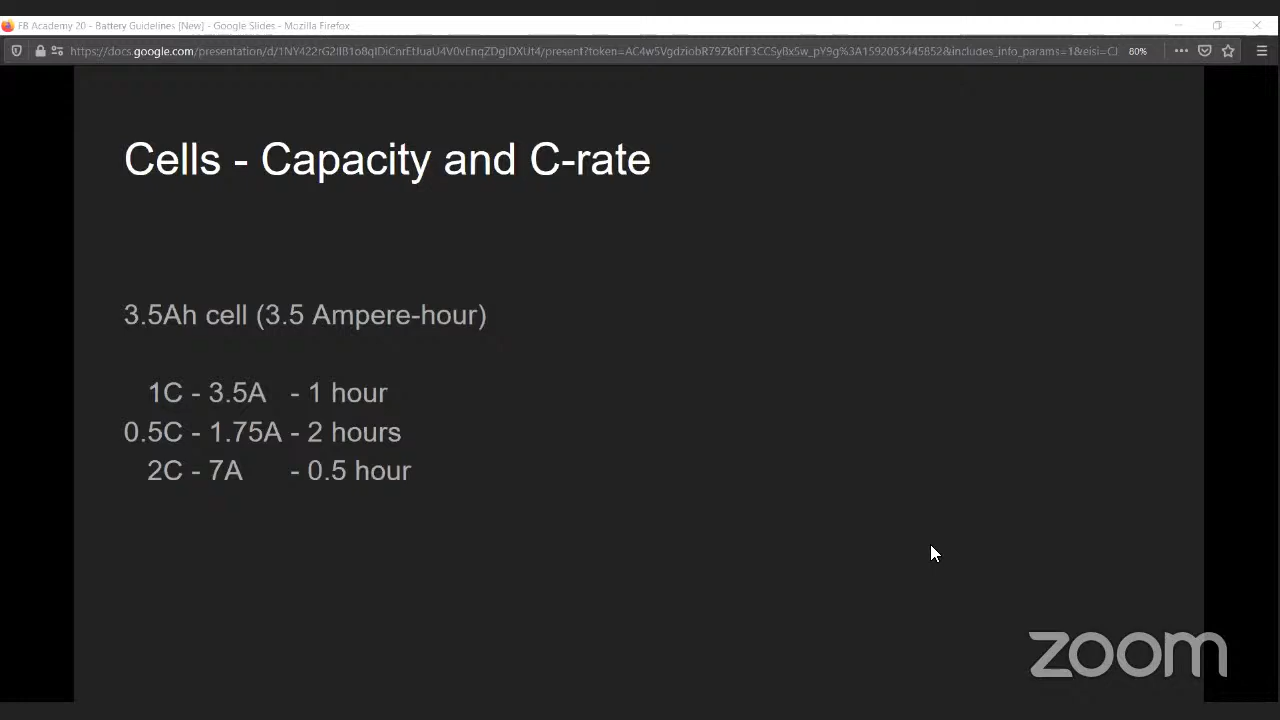 FB Academy 20 - Battery Guidelines [New] - Google Slides - Mozilla Firefox
80%
Cells - Capacity and C-rate
3.5Ah cell (3.5 Ampere-hour)
1C - 3.5A - 1 hour
0.5C - 1.75A - 2 hours
2C - 7A - 0.5 hour
zoom